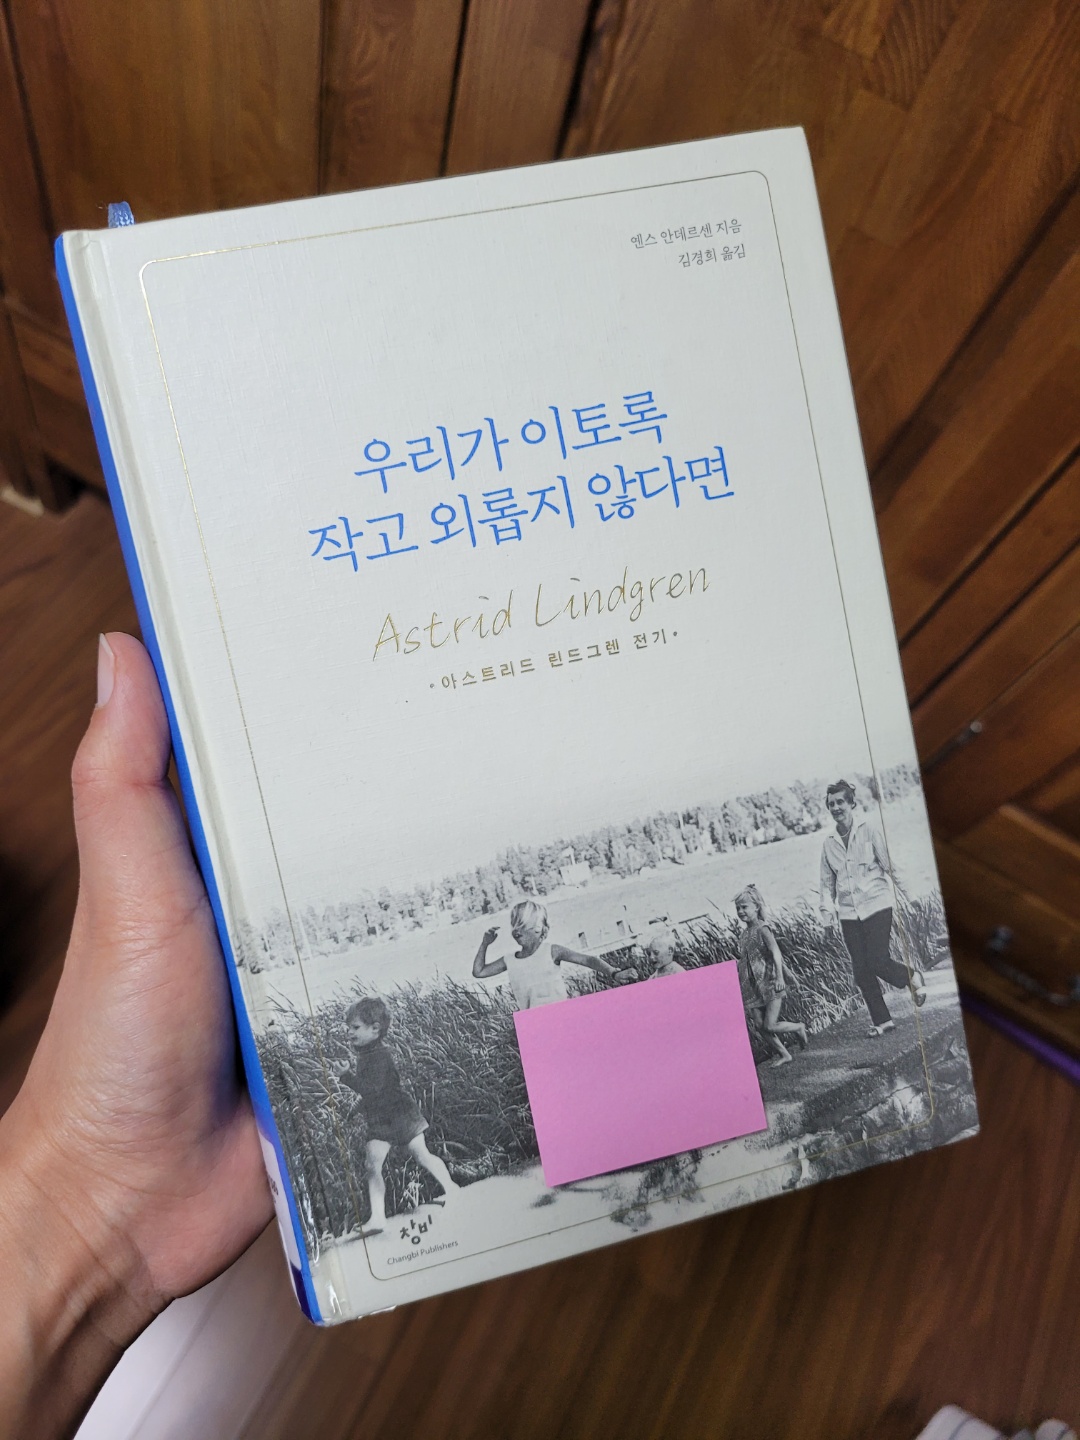 옌스 안데르센 지음
김경희 옮김
우리가 이토록
작고 외롭지 않다면
Astrid Lindgren
•아스트리드 린드그렌 전기•
창비
Changbi Publishers